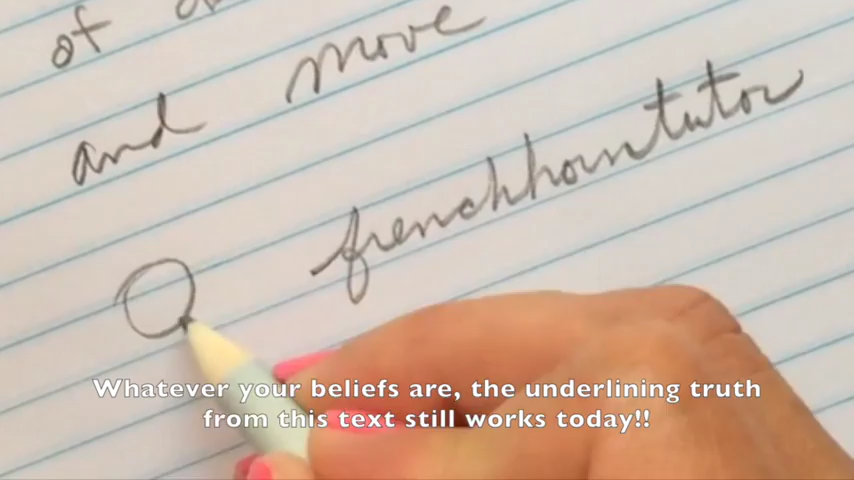 of
and move
frenchhorntutor
Whatever your beliefs are, the underlining truth
from this text still works today!!